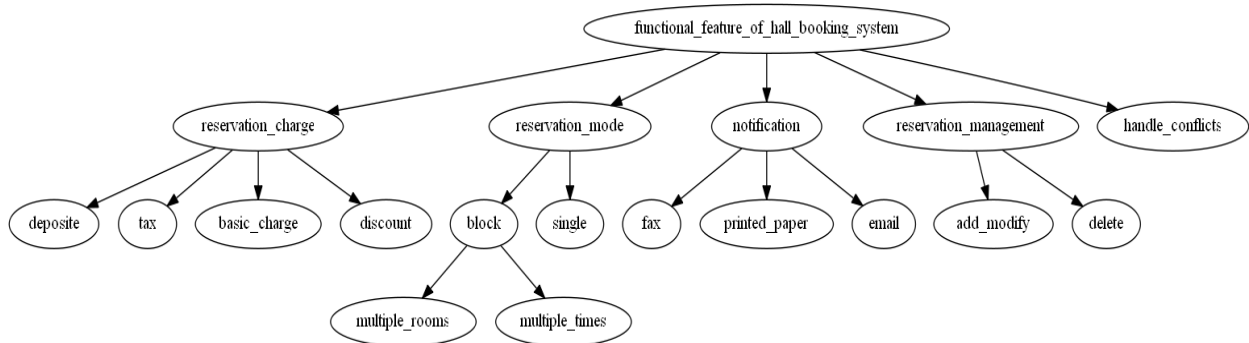 functional_feature_of_hall_booking_system
reservation_charge
reservation_mode
notification
reservation_management
handle_conflicts
deposite
tax
basic_charge
discount
block
single
fax
printed_paper
email
add_modify
delete
multiple_rooms
multiple_times